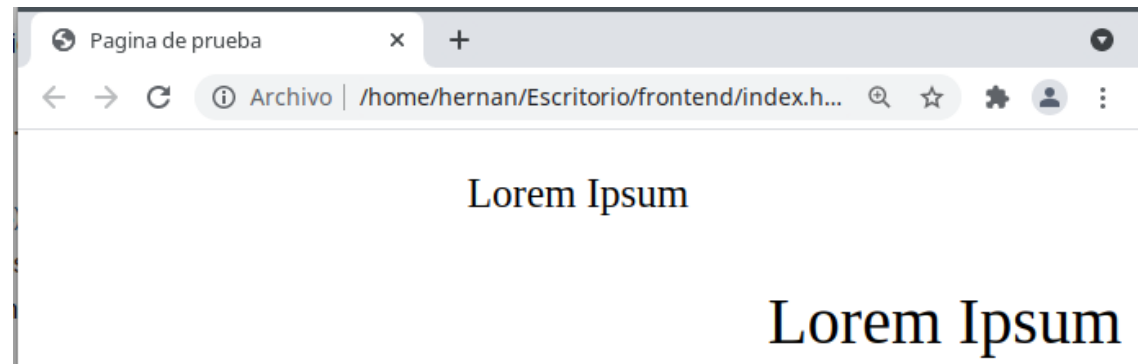 Pagina de prueba
Archivo | /home/hernan/Escritorio/frontend/index.h...
Lorem Ipsum
Lorem Ipsum